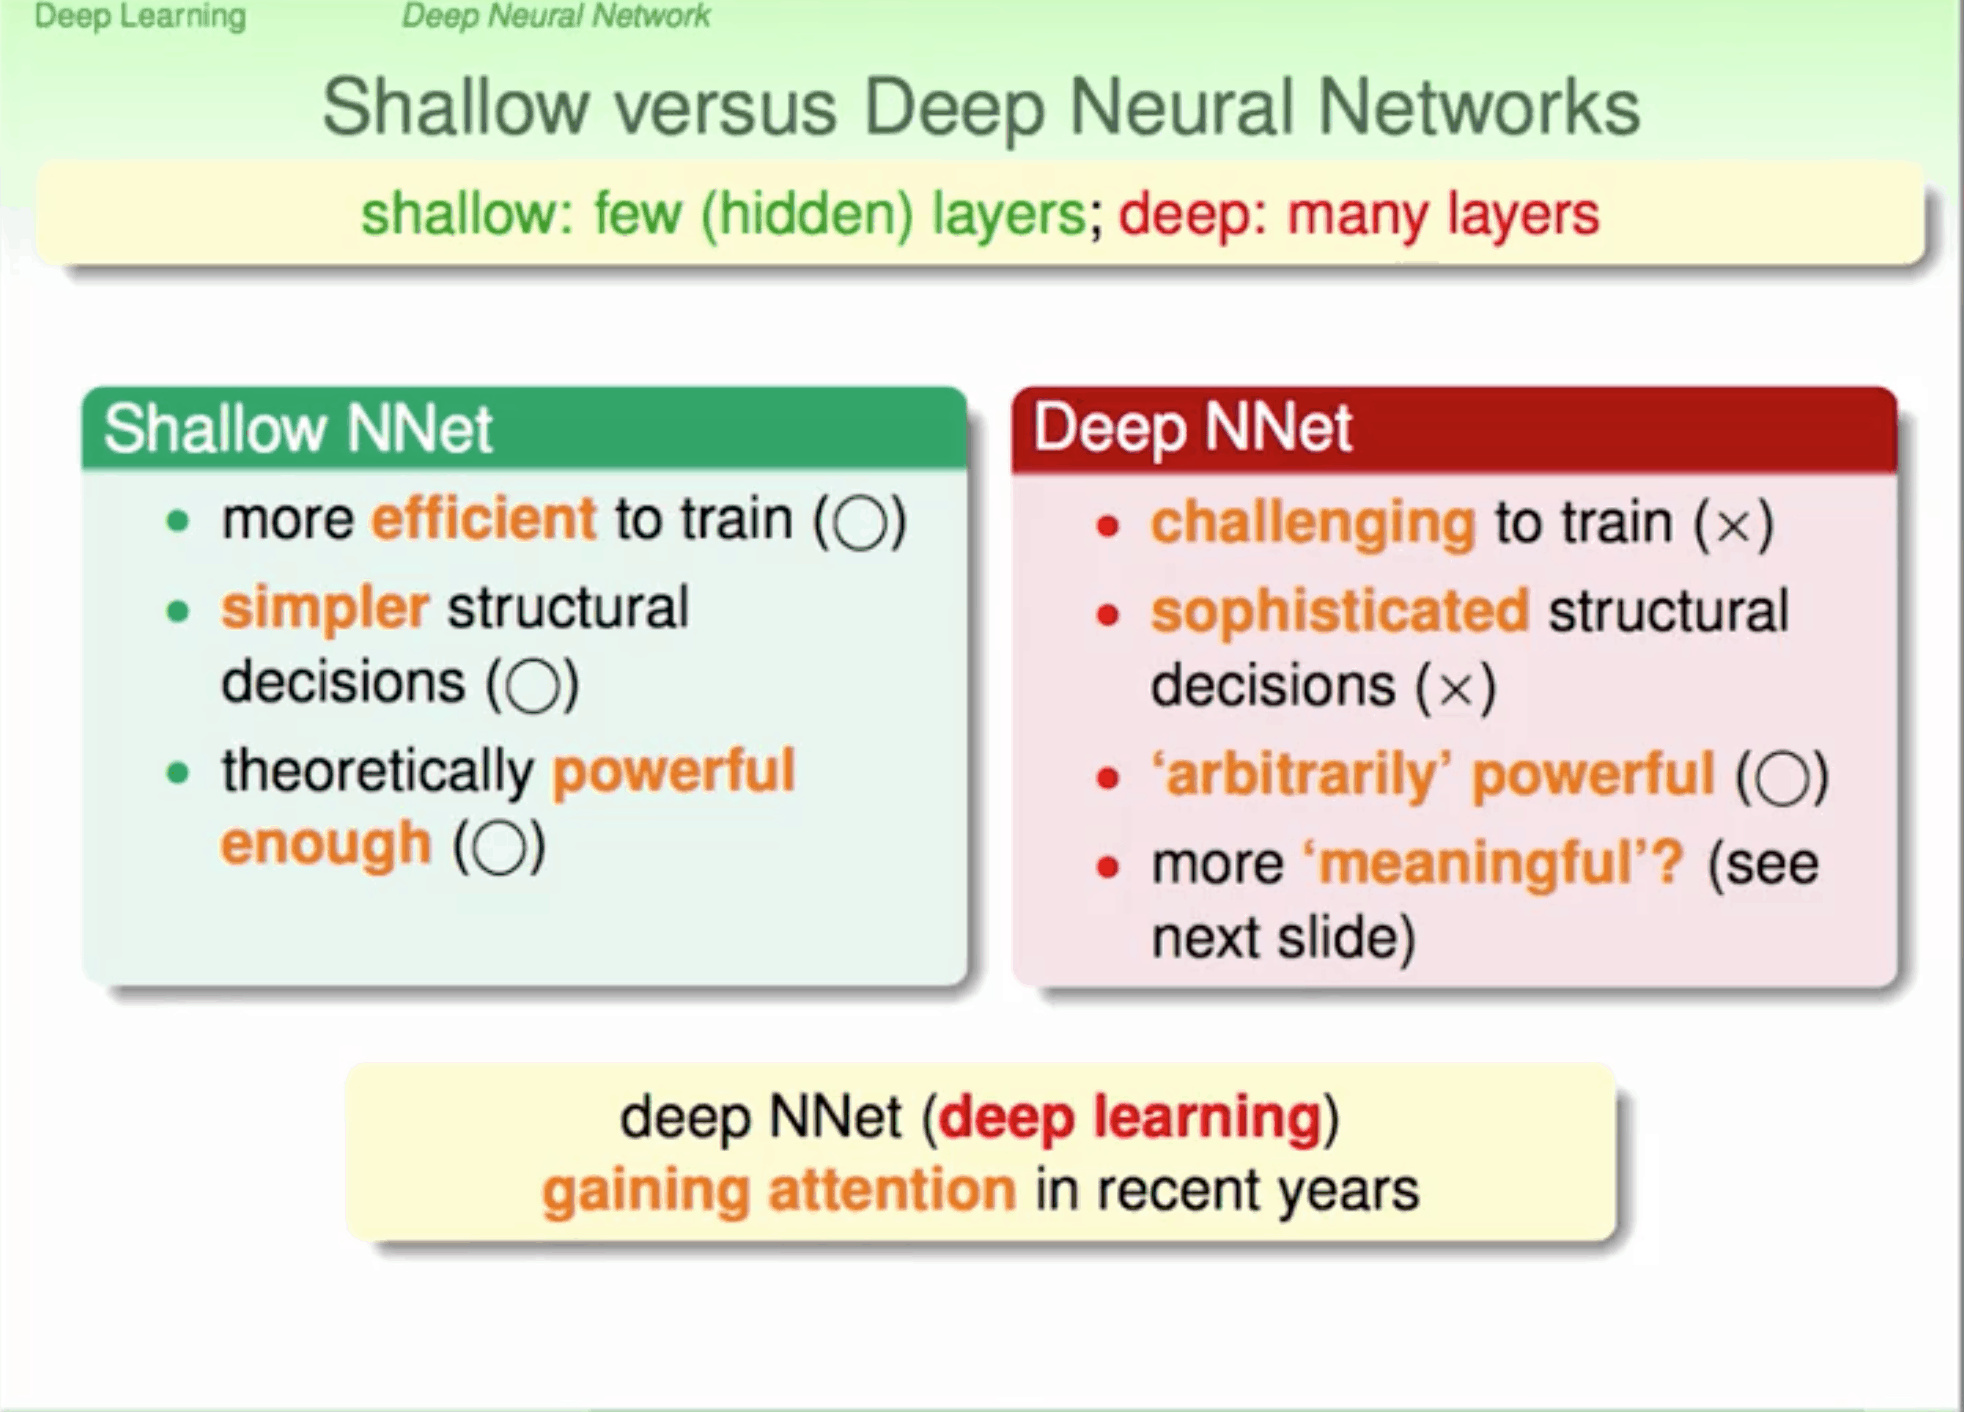 Deep Learning
Deep Neural Network
Shallow versus Deep Neural Networks
shallow: few (hidden) layers; deep: many layers
Shallow NNet
• more efficient to train (○)
• simpler structural
decisions (○)
• theoretically powerful
enough (○)
Deep NNet
• challenging to train (×)
• sophisticated structural
decisions (×)
• ‘arbitrarily’ powerful (○)
• more ‘meaningful’? (see
next slide)
deep NNet (deep learning)
gaining attention in recent years